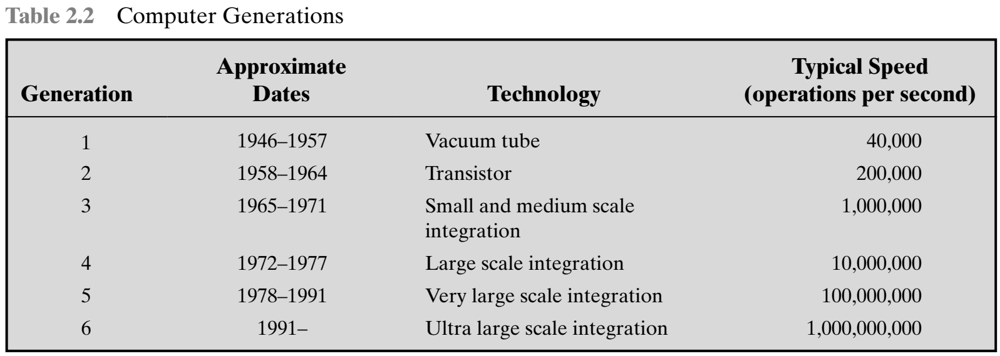 Table 2.2 Computer Generations
Approximate Typical Speed
Generation Dates Technology (operations per second)
1 1946–1957 Vacuum tube 40,000
2 1958–1964 Transistor 200,000
3 1965–1971 Small and medium scale 1,000,000
integration
4 1972–1977 Large scale integration 10,000,000
5 1978–1991 Very large scale integration 100,000,000
6 1991– Ultra large scale integration 1,000,000,000